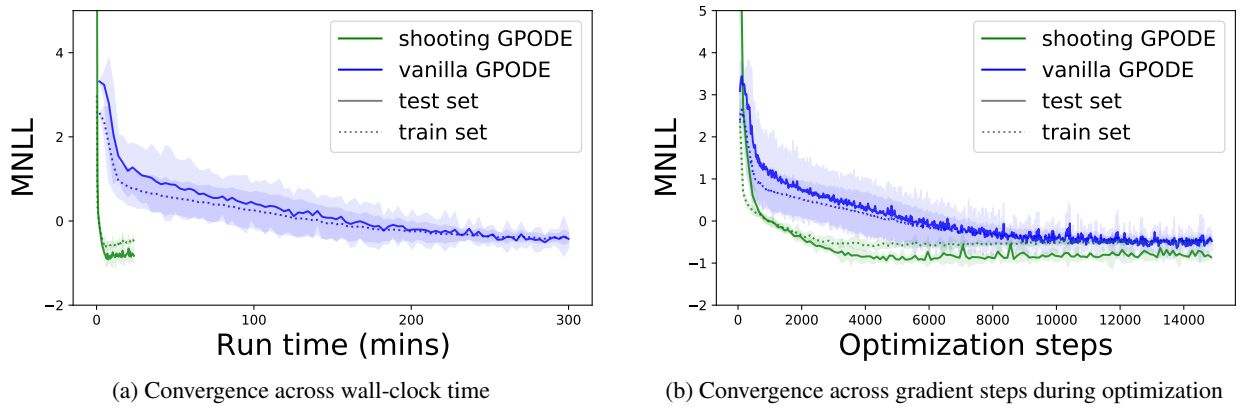 shooting GPODE
vanilla GPODE
test set
train set
4
2
0
−2
MNLL
0
100
200
300
Run time (mins)
(a) Convergence across wall-clock time
shooting GPODE
vanilla GPODE
test set
train set
5
4
3
2
1
0
−1
−2
MNLL
0
2000
4000
6000
8000
10000
12000
14000
Optimization steps
(b) Convergence across gradient steps during optimization